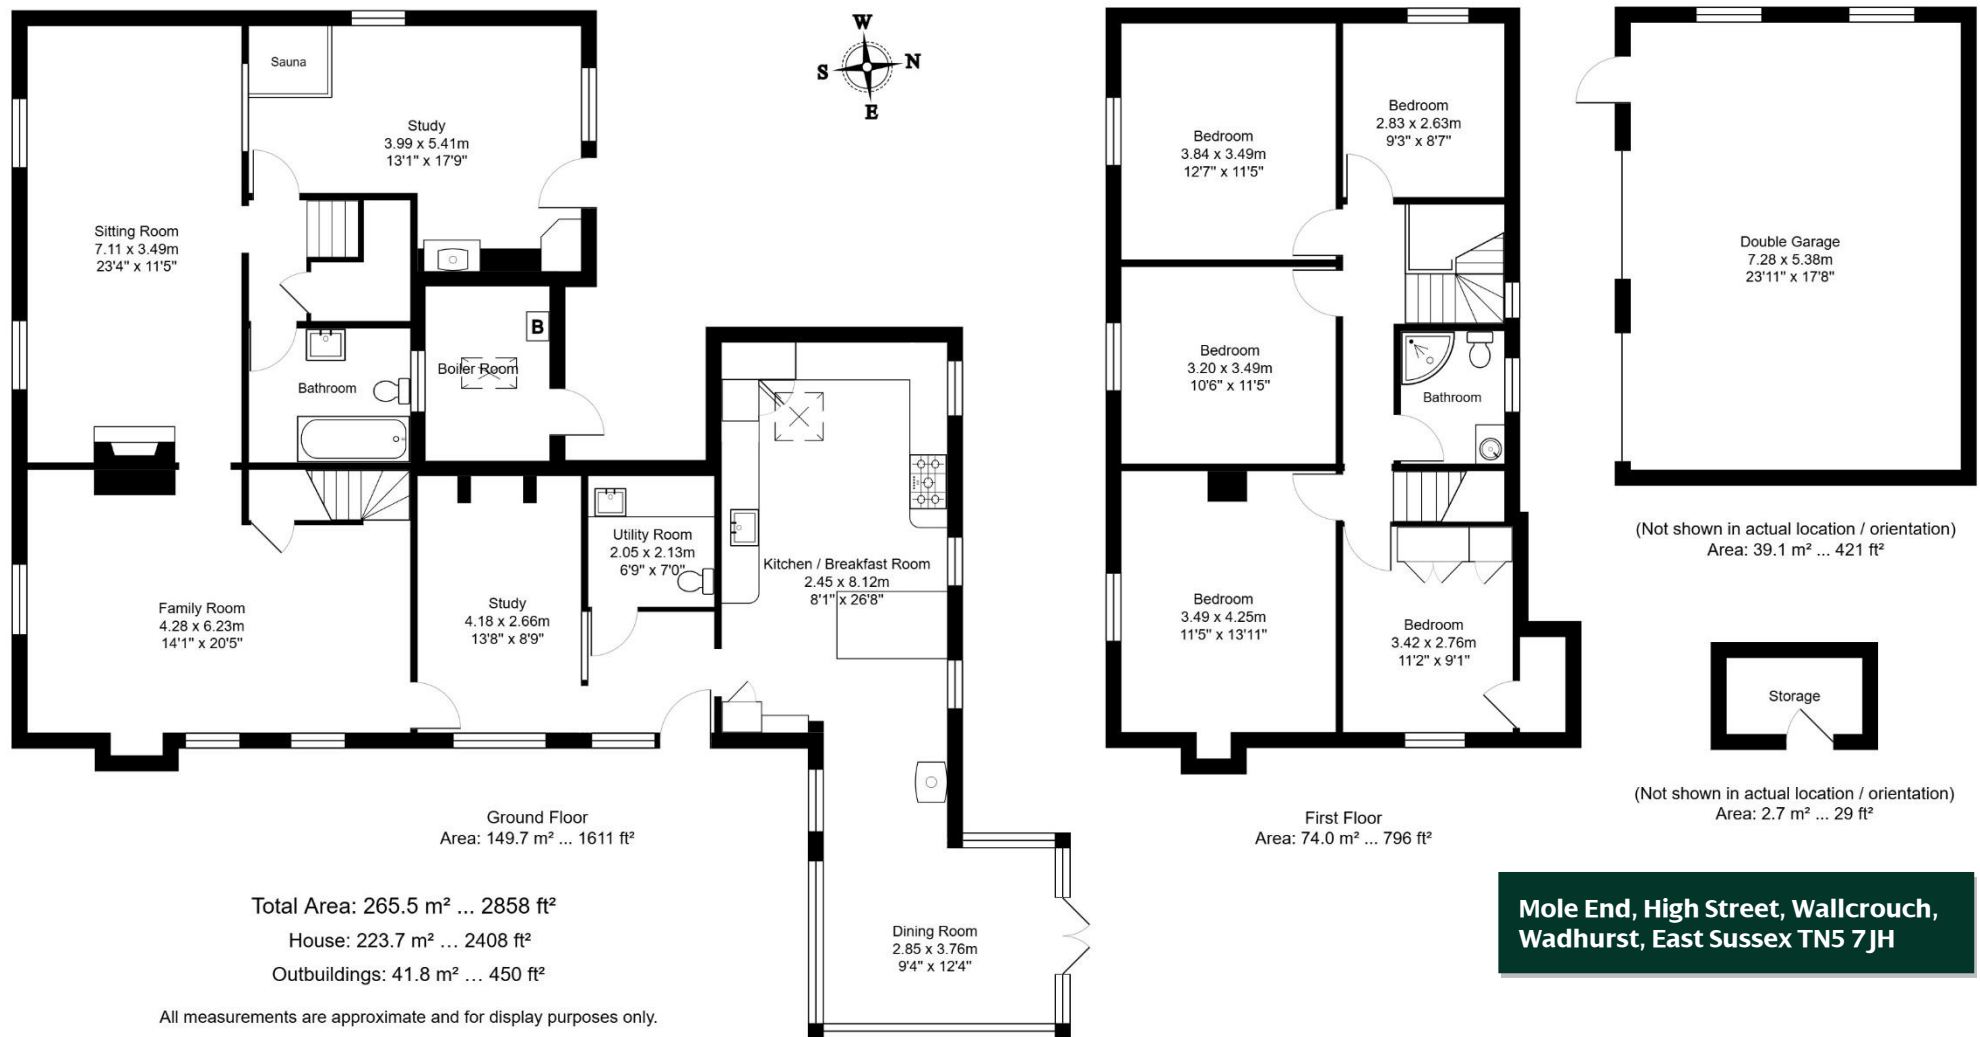 Sauna
Study
3.99 x 5.41m
13'1" x 17'9"
Sitting Room
7.11 x 3.49m
23'4" x 11'5"
B
Boiler Room
Bathroom
Utility Room
2.05 x 2.13m
6'9" x 7'0"
Kitchen / Breakfast Room
2.45 x 8.12m
8'1" x 26'8"
Study
4.18 x 2.66m
13'8" x 8'9"
Family Room
4.28 x 6.23m
14'1" x 20'5"
Dining Room
2.85 x 3.76m
9'4" x 12'4"
Ground Floor
Area: 149.7 m² ... 1611 ft²
W
S
N
E
Bedroom
3.84 x 3.49m
12'7" x 11'5"
Bedroom
2.83 x 2.63m
9'3" x 8'7"
Bedroom
3.20 x 3.49m
10'6" x 11'5"
Bathroom
Bedroom
3.49 x 4.25m
11'5" x 13'11"
Bedroom
3.42 x 2.76m
11'2" x 9'1"
First Floor
Area: 74.0 m² ... 796 ft²
Double Garage
7.28 x 5.38m
23'11" x 17'8"
(Not shown in actual location / orientation)
Area: 39.1 m² ... 421 ft²
Storage
(Not shown in actual location / orientation)
Area: 2.7 m² ... 29 ft²
Total Area: 265.5 m² ... 2858 ft²
House: 223.7 m² ... 2408 ft²
Outbuildings: 41.8 m² ... 450 ft²
All measurements are approximate and for display purposes only.
Mole End, High Street, Wallcrouch,
Wadhurst, East Sussex TN5 7JH